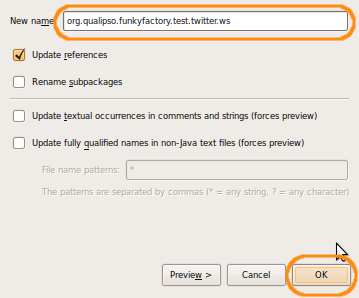 New name: org.qualipso.funkyfactory.test.twitter.ws
Update references
Rename subpackages
Update textual occurrences in comments and strings (forces preview)
Update fully qualified names in non-Java text files (forces preview)
File name patterns: *
The patterns are separated by commas (* = any string, ? = any character)
Preview > Cancel OK